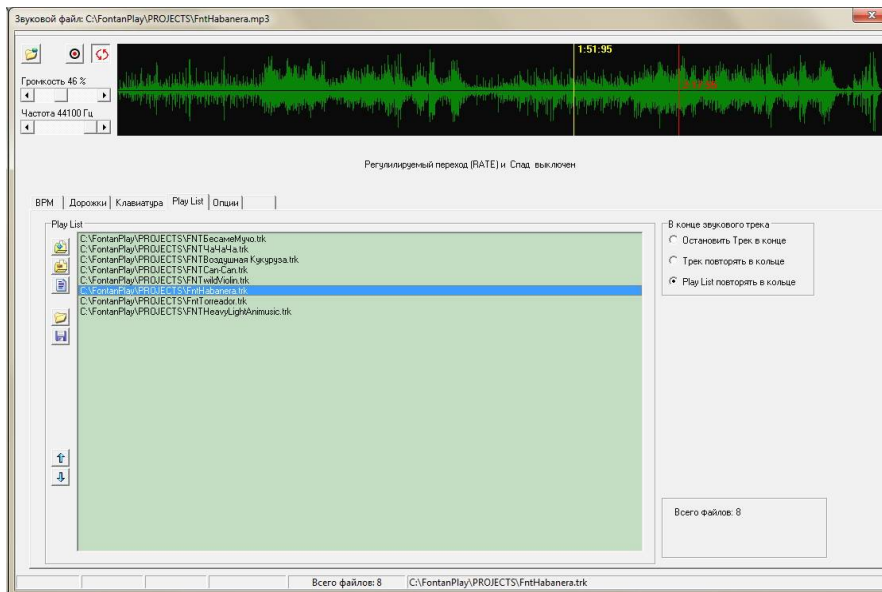 Звуковой файл: C:\FontanPlay\PROJECTS\FntHabanera.mp3
1:51:95
Громкость 46 %
Частота 44100 Гц
Регулилируемый переход (RATE) и Спад выключен
BPM Дорожки Клавиатура Play List Опции
Play List
C:\FontanPlay\PROJECTS\FNTБесамеМучо.trk
C:\FontanPlay\PROJECTS\FNTЧаЧаЧа.trk
C:\FontanPlay\PROJECTS\FNTВоздушная Кукуруза.trk
C:\FontanPlay\PROJECTS\FNTCan-Can.trk
C:\FontanPlay\PROJECTS\FNTwildViolin.trk
C:\FontanPlay\PROJECTS\FntHabanera.trk
C:\FontanPlay\PROJECTS\FntTorreador.trk
C:\FontanPlay\PROJECTS\FNTHeavyLightAnimusic.trk
В конце звукового трека
Остановить Трек в конце
Трек повторять в кольце
Play List повторять в кольце
Всего файлов: 8
Всего файлов: 8 C:\FontanPlay\PROJECTS\FntHabanera.trk